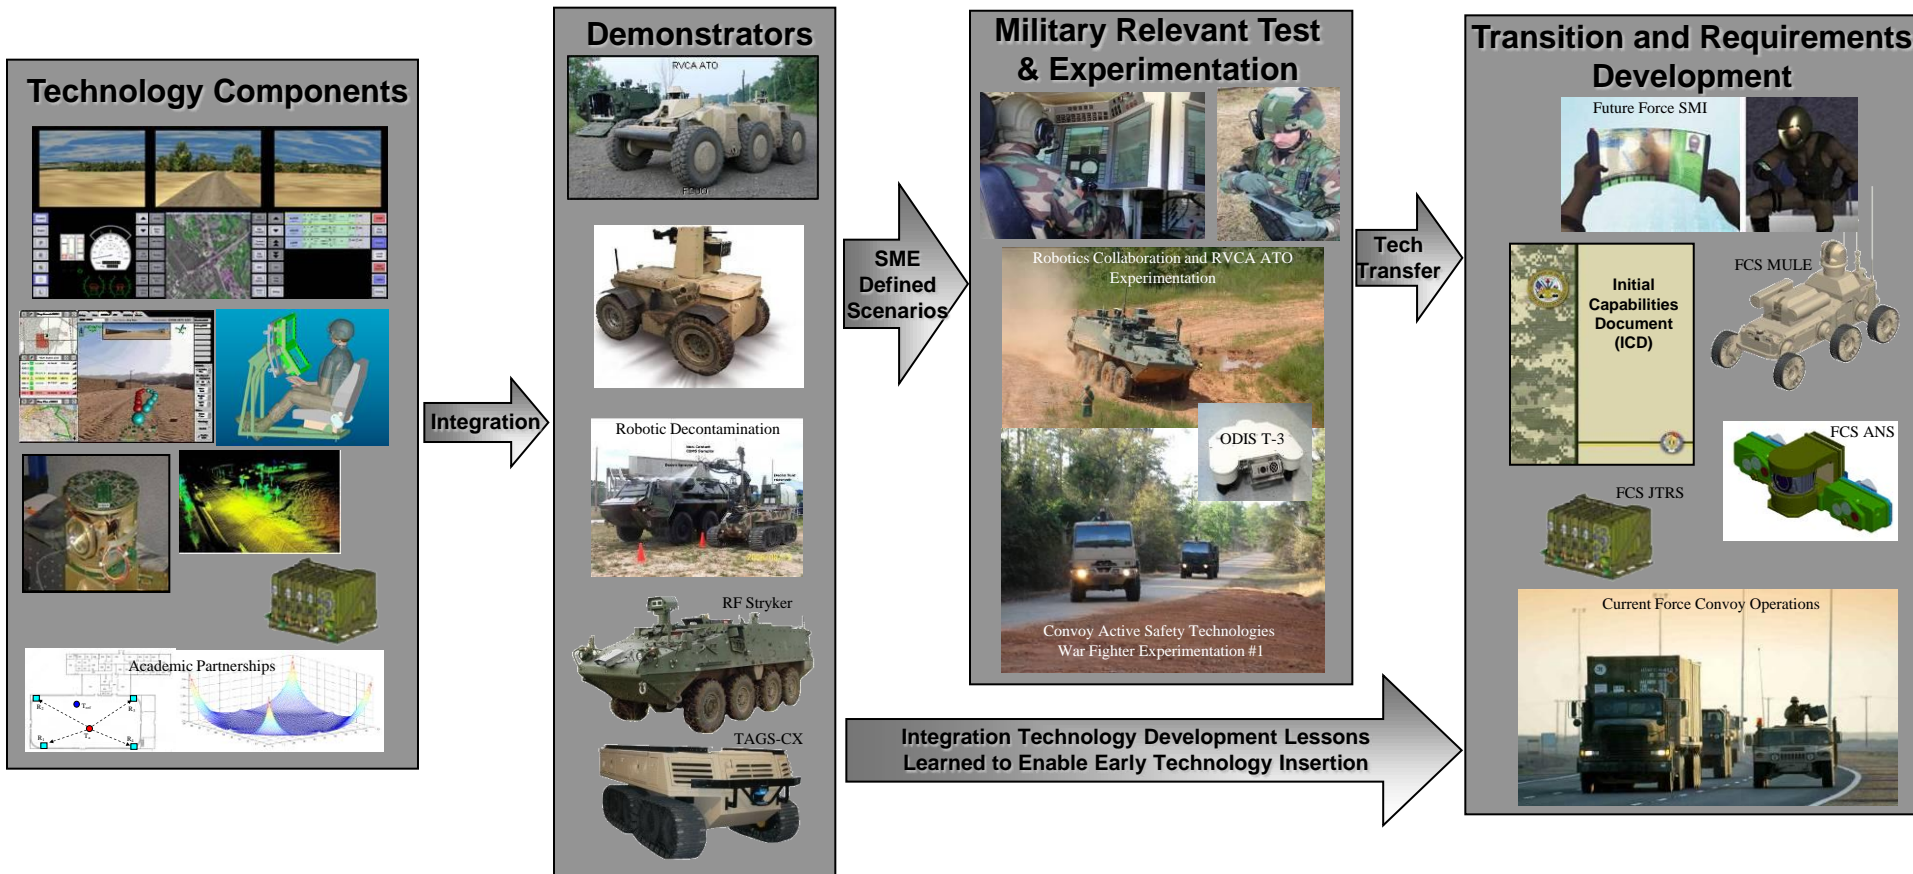 Technology Components
Academic Partnerships
Integration
Demonstrators
RVCA ATO
Robotic Decontamination
RF Stryker
TAGS-CX
SME
Defined
Scenarios
Military Relevant Test
& Experimentation
Robotics Collaboration and RVCA ATO
Experimentation
ODIS T-3
Convoy Active Safety Technologies
War Fighter Experimentation #1
Tech
Transfer
Integration Technology Development Lessons
Learned to Enable Early Technology Insertion
Transition and Requirements
Development
Future Force SMI
Initial
Capabilities
Document
(ICD)
FCS MULE
FCS ANS
FCS JTRS
Current Force Convoy Operations